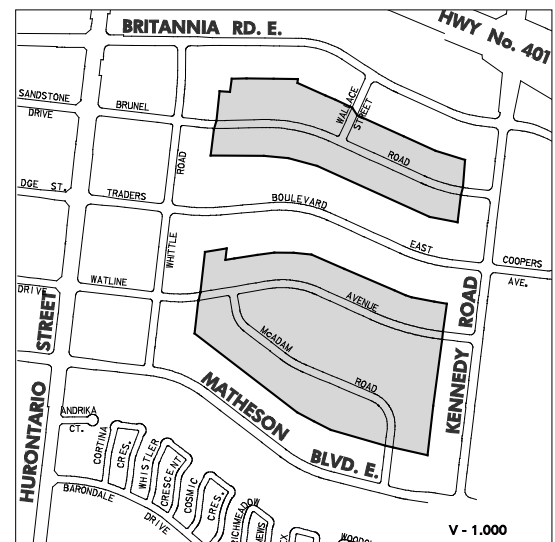 BRITANNIA RD. E.
HWY No. 401
SANDSTONE
DRIVE
BRUNEL
ROAD
WALLACE
STREET
ROAD
DGE ST.
TRADERS
BOULEVARD
EAST
COOPERS
AVE.
WHITTLE
WATLINE
AVENUE
DRIVE
McADAM
ROAD
HURONTARIO
STREET
KENNEDY
ROAD
MATHESON
BLVD. E.
ANDRIKA
CT.
CORTINA
CRES.
WHISTLER
CRESCENT
COSMIC
CRES.
BARONDALE
DRIVE
RICHMEADOW
MEWS
V - 1.000